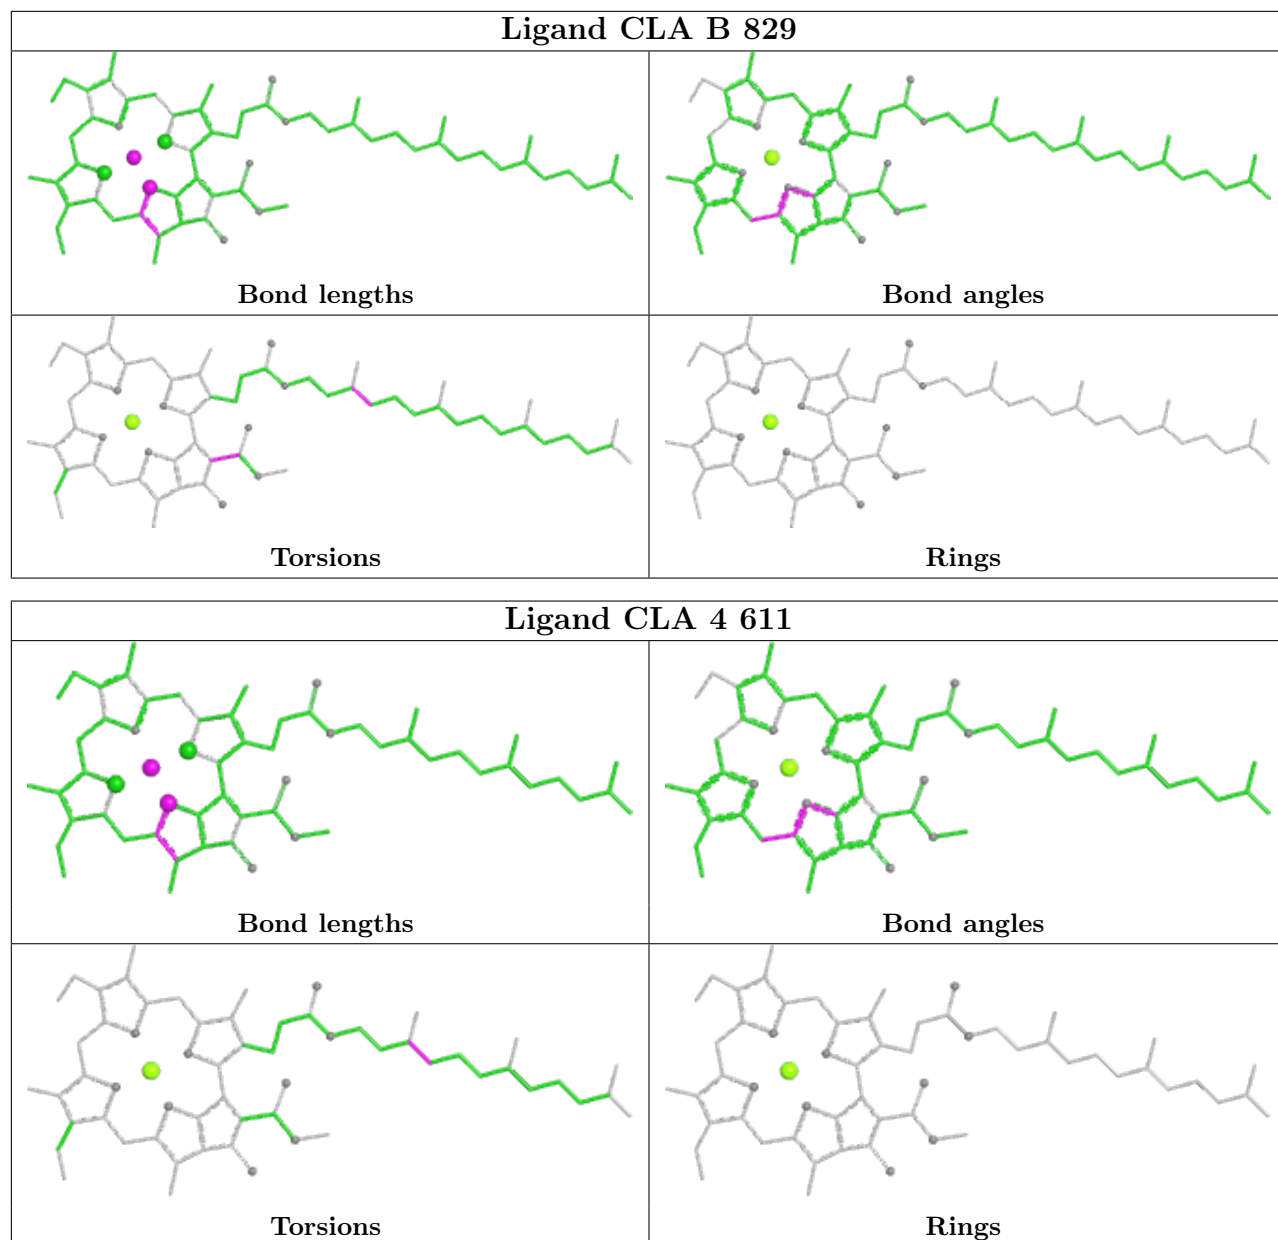 Ligand CLA B 829
Bond lengths
Bond angles
Torsions
Rings
Ligand CLA 4 611
Bond lengths
Bond angles
Torsions
Rings